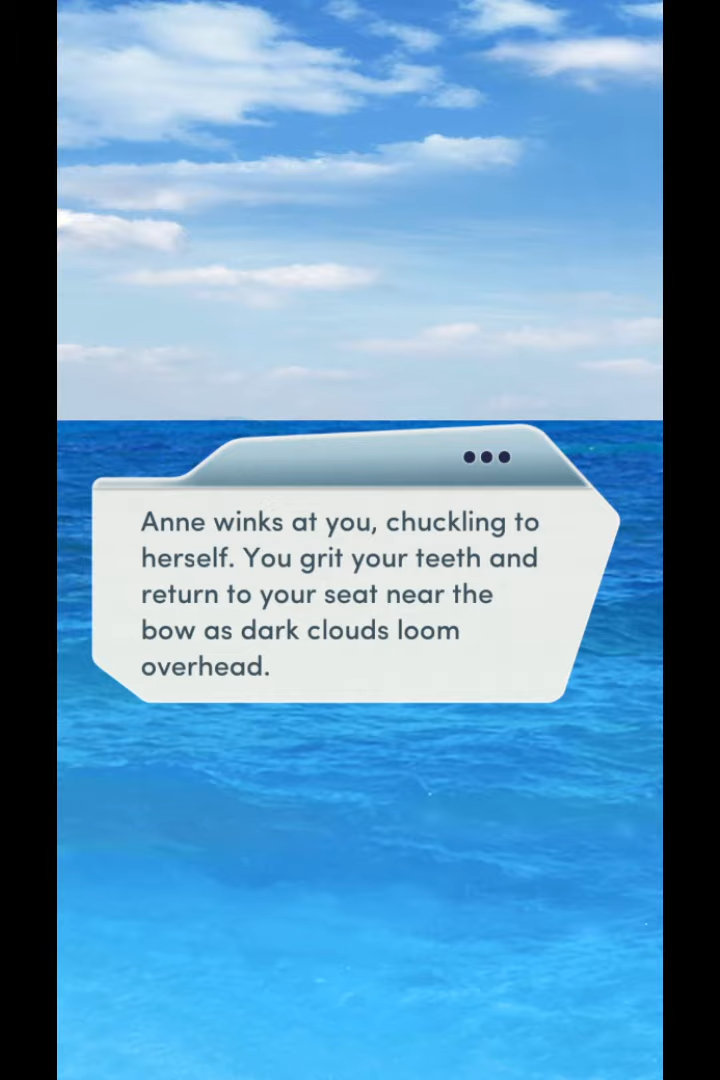 Anne winks at you, chuckling to
herself. You grit your teeth and
return to your seat near the
bow as dark clouds loom
overhead.